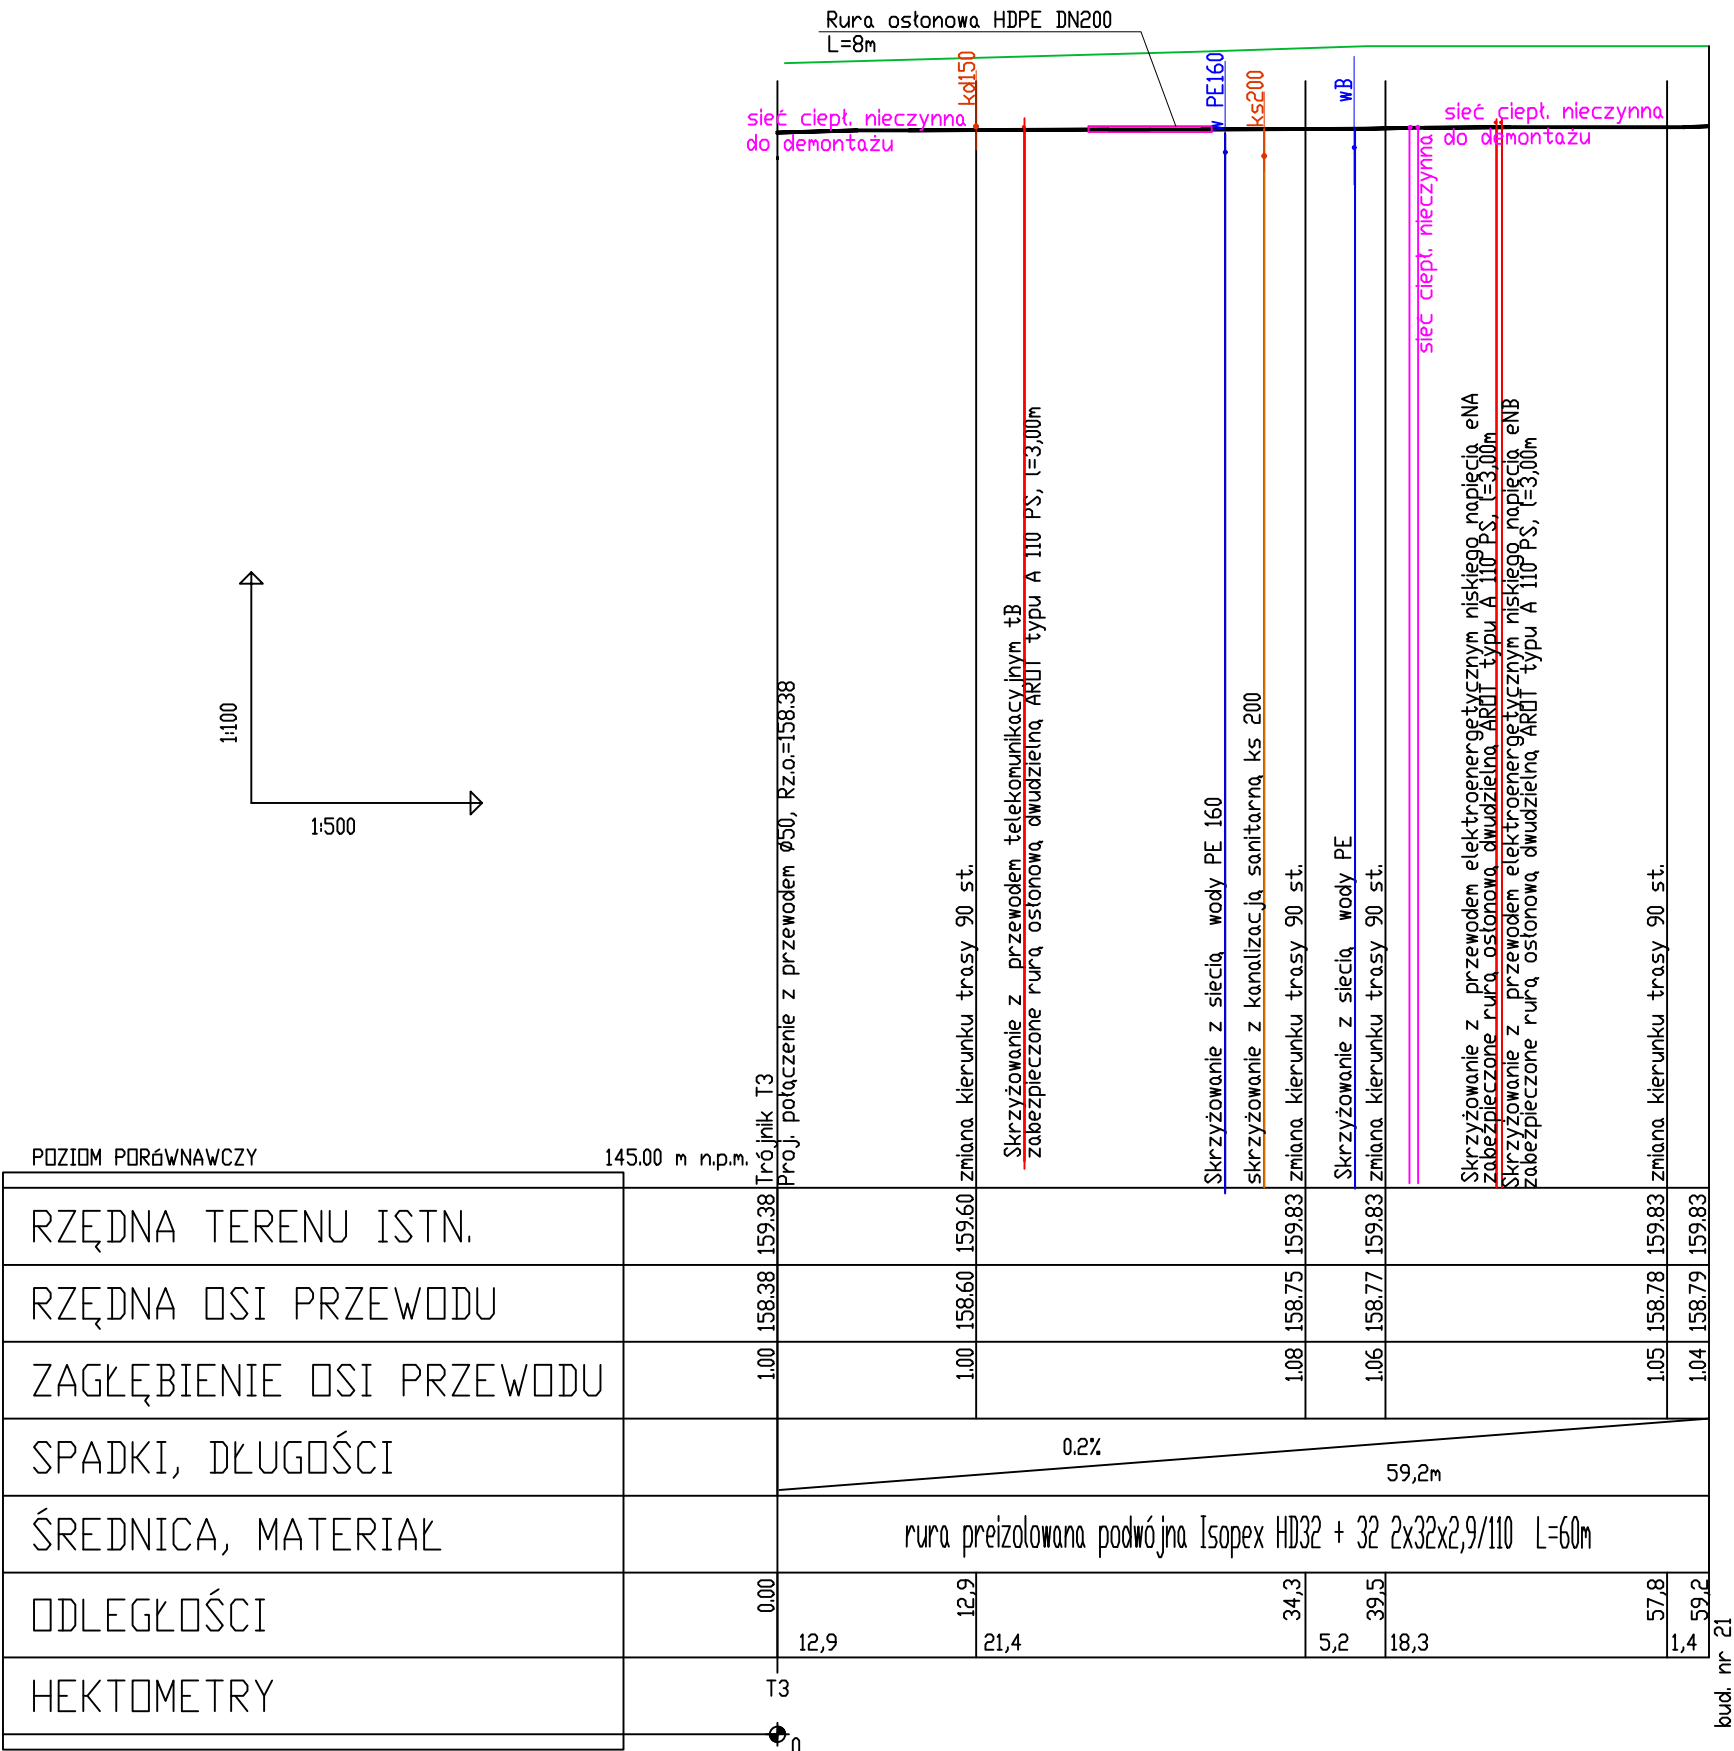 Rura osłonowa HDPE DN200
L=8m
kd150
w PE160
ks200
wB
sieć ciepł. nieczynna
do demontażu
sieć ciepł. nieczynna
do demontażu
sieć ciepł. nieczynna
1:100
1:500
Trójnik T3
Proj. połączenie z przewodem ø50, Rz.o.=158.38
zmiana kierunku trasy 90 st.
Skrzyżowanie z przewodem telekomunikacyjnym tB
zabezpieczone rurą osłonową dwudzielną AROT typu A 110 PS, l=3,00m
Skrzyżowanie z siecią wody PE 160
skrzyżowanie z kanalizacją sanitarną ks 200
zmiana kierunku trasy 90 st.
Skrzyżowanie z siecią wody PE
zmiana kierunku trasy 90 st.
Skrzyżowanie z przewodem elektroenergetycznym niskiego napięcia eNA
zabezpieczone rurą osłonową dwudzielną AROT typu A 110 PS, l=3,00m
Skrzyżowanie z przewodem elektroenergetycznym niskiego napięcia eNB
zabezpieczone rurą osłonową dwudzielną AROT typu A 110 PS, l=3,00m
zmiana kierunku trasy 90 st.
POZIOM PORóWNAWCZY 145.00 m n.p.m.
RZĘDNA TERENU ISTN. 159.38 159.60 159.83 159.83 159.83 159.83
RZĘDNA OSI PRZEWODU 158.38 158.60 158.75 158.77 158.78 158.79
ZAGŁĘBIENIE OSI PRZEWODU 1.00 1.00 1.08 1.06 1.05 1.04
SPADKI, DŁUGOŚCI 0.2% 59,2m
ŚREDNICA, MATERIAŁ rura preizolowana podwójna Isopex HD32 + 32 2x32x2,9/110 L=60m
ODLEGŁOŚCI 0.00 12,9 34,3 39,5 57,8 59,2
12,9 21,4 5,2 18,3 1,4
bud. nr 21
HEKTOMETRY T3
0